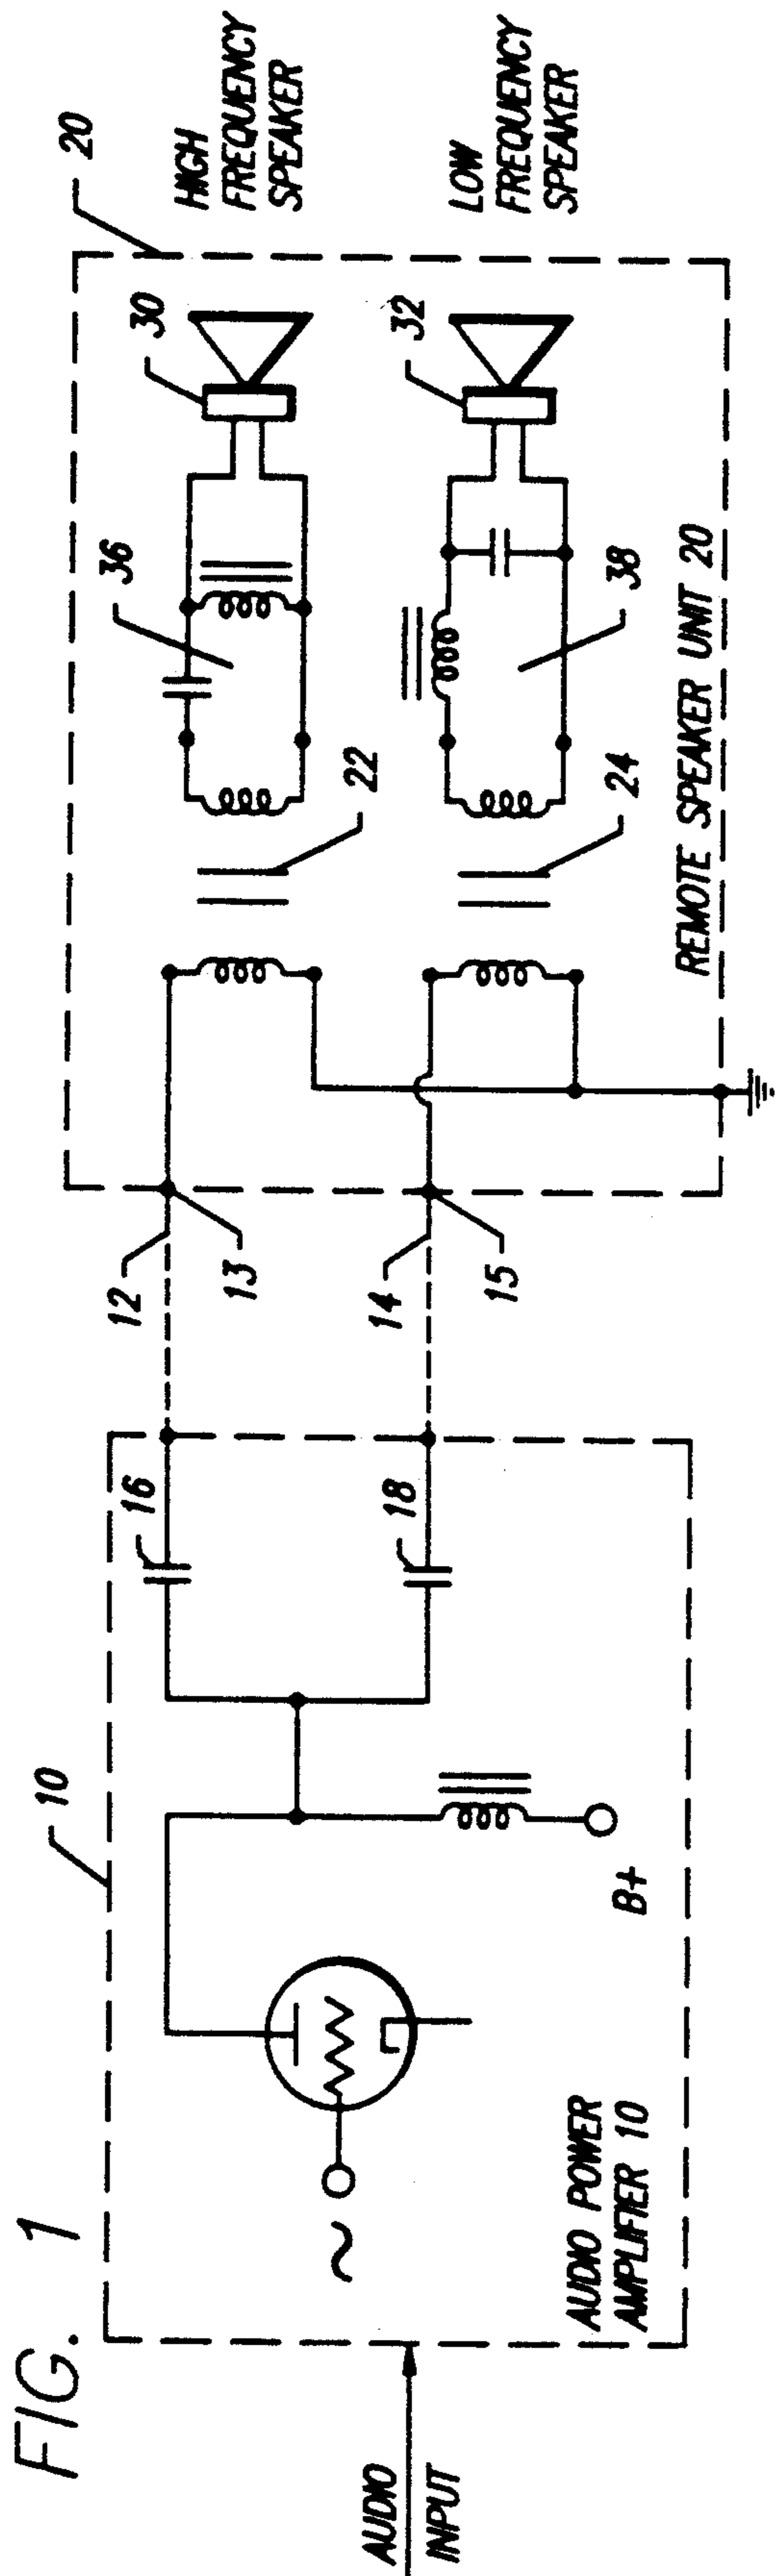 FIG. 1
AUDIO
INPUT
10
AUDIO POWER
AMPLIFIER 10
~
B+
16
18
12
13
14
15
20
22
24
36
38
30
32
REMOTE SPEAKER UNIT 20
HIGH
FREQUENCY
SPEAKER
LOW
FREQUENCY
SPEAKER